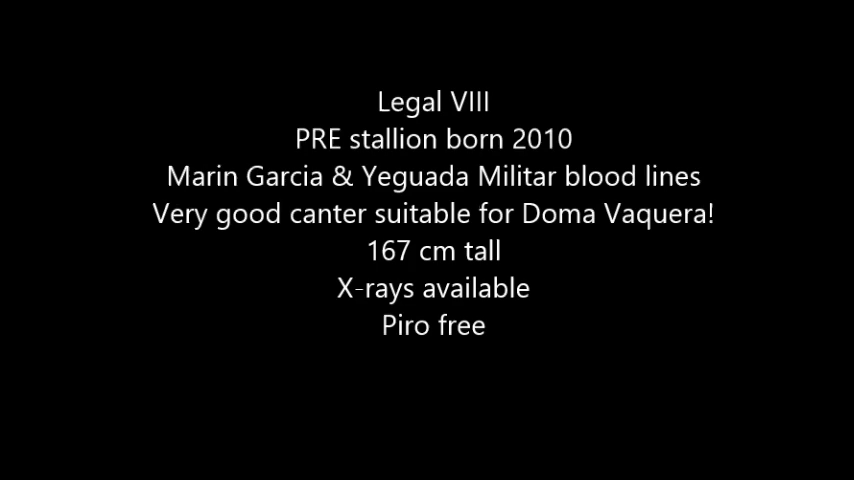 Legal VIII
PRE stallion born 2010
Marin Garcia & Yeguada Militar blood lines
Very good canter suitable for Doma Vaquera!
167 cm tall
X-rays available
Piro free